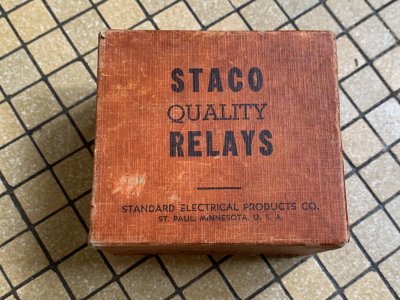 STACO
QUALITY
RELAYS
STANDARD ELECTRICAL PRODUCTS CO.
ST. PAUL, MINNESOTA, U. S. A.